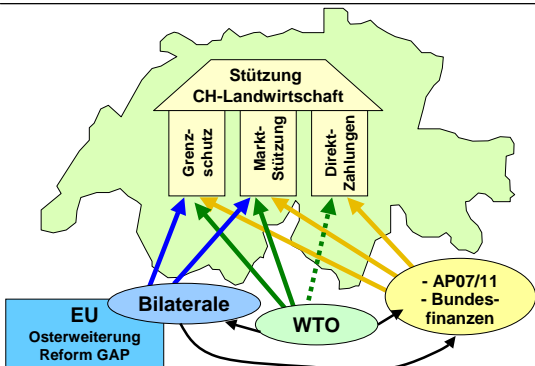 Stützung
CH-Landwirtschaft
Grenz-
schutz
Markt-
Stützung
Direkt-
Zahlungen
- AP07/11
- Bundes-
finanzen
Bilaterale
WTO
EU
Osterweiterung
Reform GAP